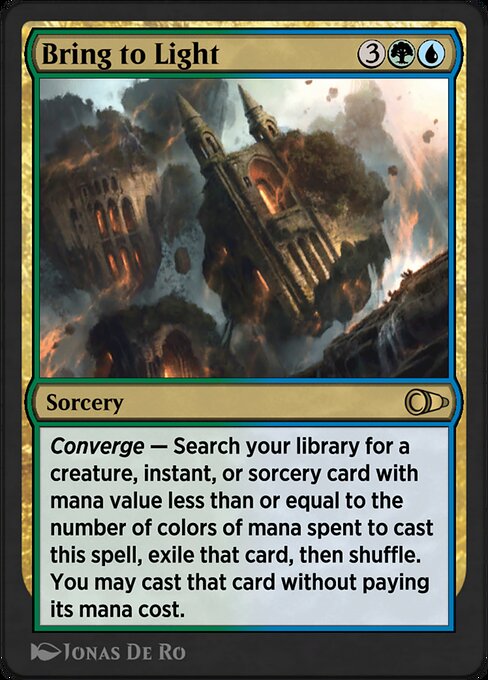 Bring to Light 3
Sorcery
Converge — Search your library for a
creature, instant, or sorcery card with
mana value less than or equal to the
number of colors of mana spent to cast
this spell, exile that card, then shuffle.
You may cast that card without paying
its mana cost.
Jonas De Ro